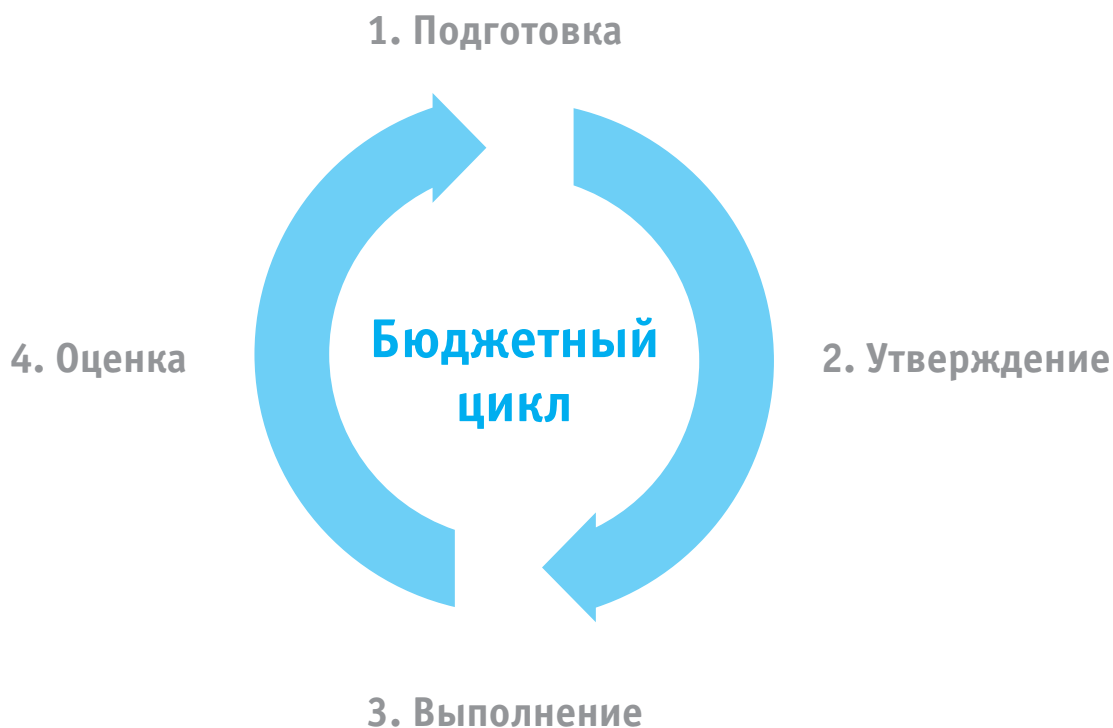 1. Подготовка
Бюджетный
цикл
4. Оценка
2. Утверждение
3. Выполнение